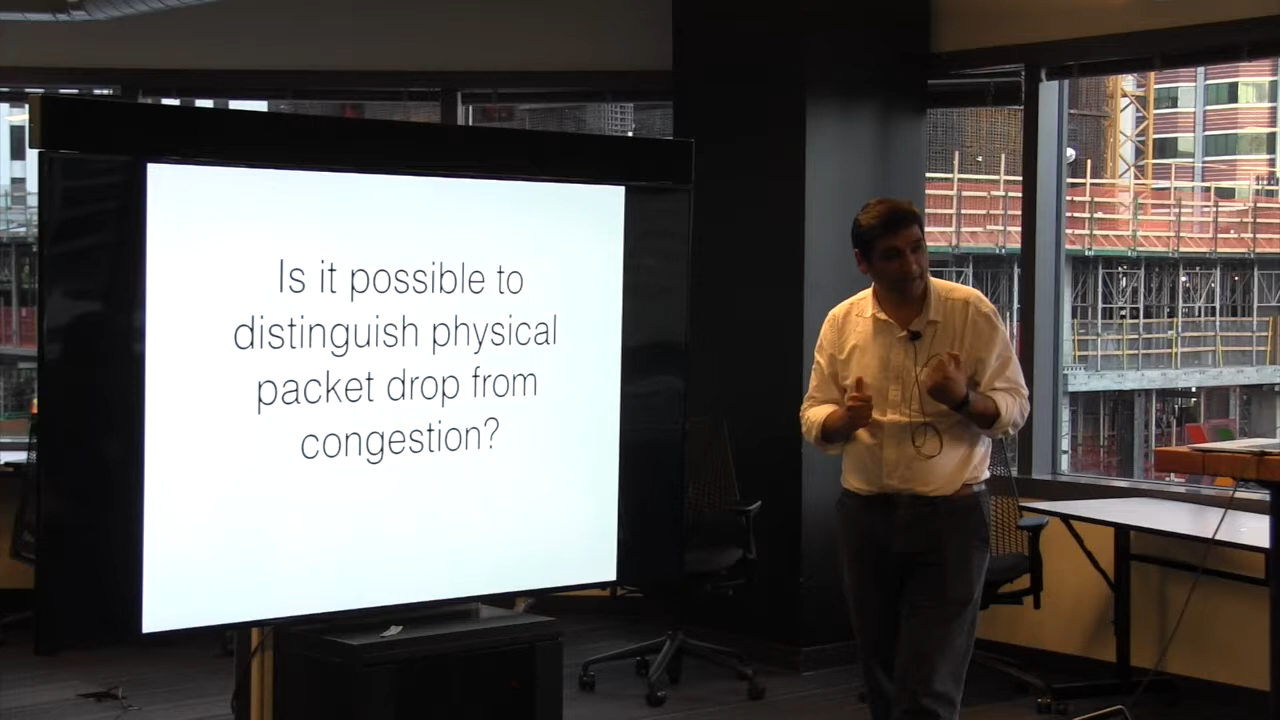 Is it possible to
distinguish physical
packet drop from
congestion?